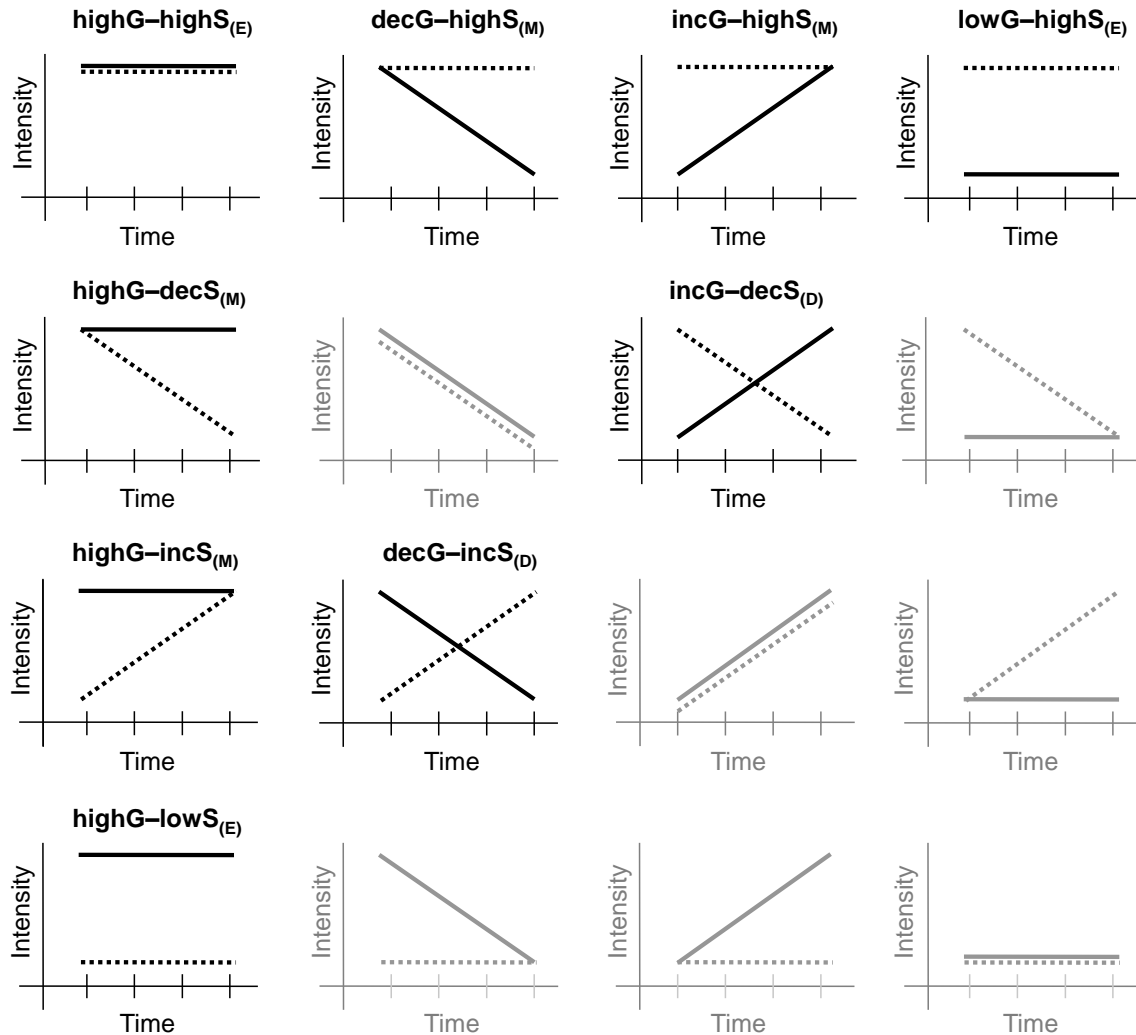 highG–highS(E) decG–highS(M) incG–highS(M) lowG–highS(E)
Intensity Intensity Intensity Intensity
Time Time Time Time
highG–decS(M) incG–decS(D)
Intensity Intensity Intensity Intensity
Time Time Time Time
highG–incS(M) decG–incS(D)
Intensity Intensity Intensity Intensity
Time Time Time Time
highG–lowS(E)
Intensity Intensity Intensity Intensity
Time Time Time Time